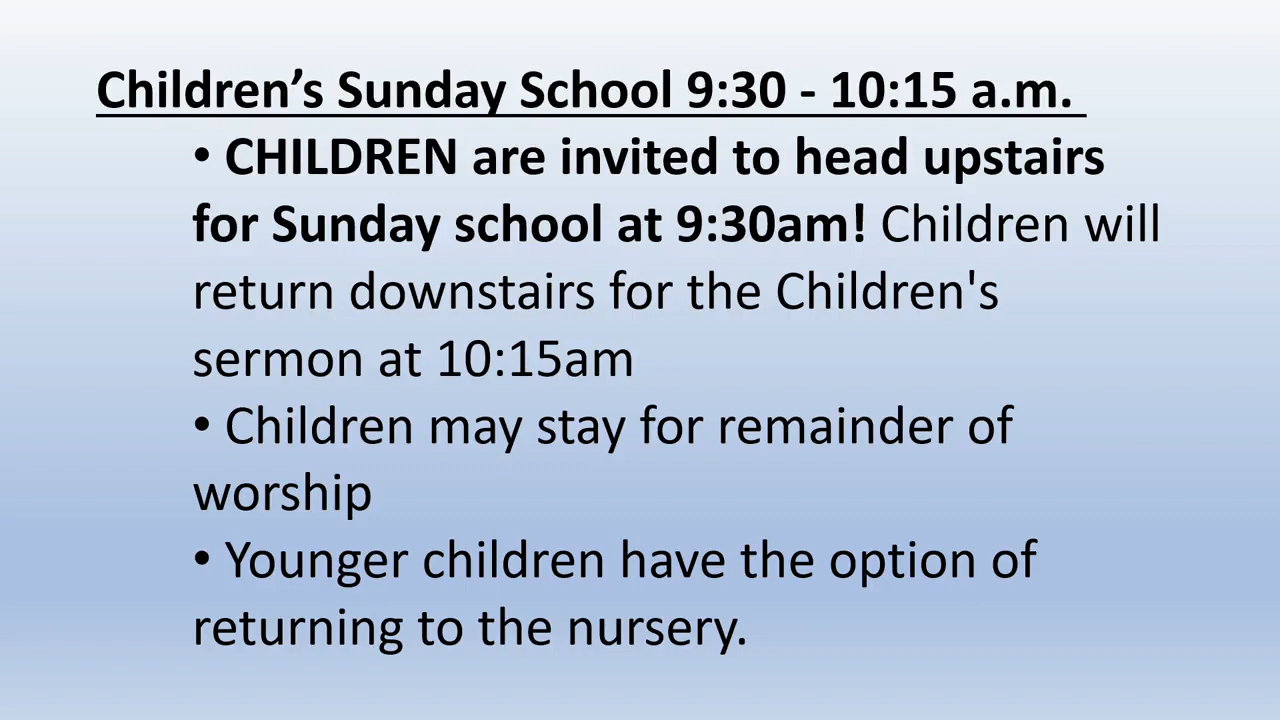 Children’s Sunday School 9:30 - 10:15 a.m.
• CHILDREN are invited to head upstairs
for Sunday school at 9:30am! Children will
return downstairs for the Children's
sermon at 10:15am
• Children may stay for remainder of
worship
• Younger children have the option of
returning to the nursery.